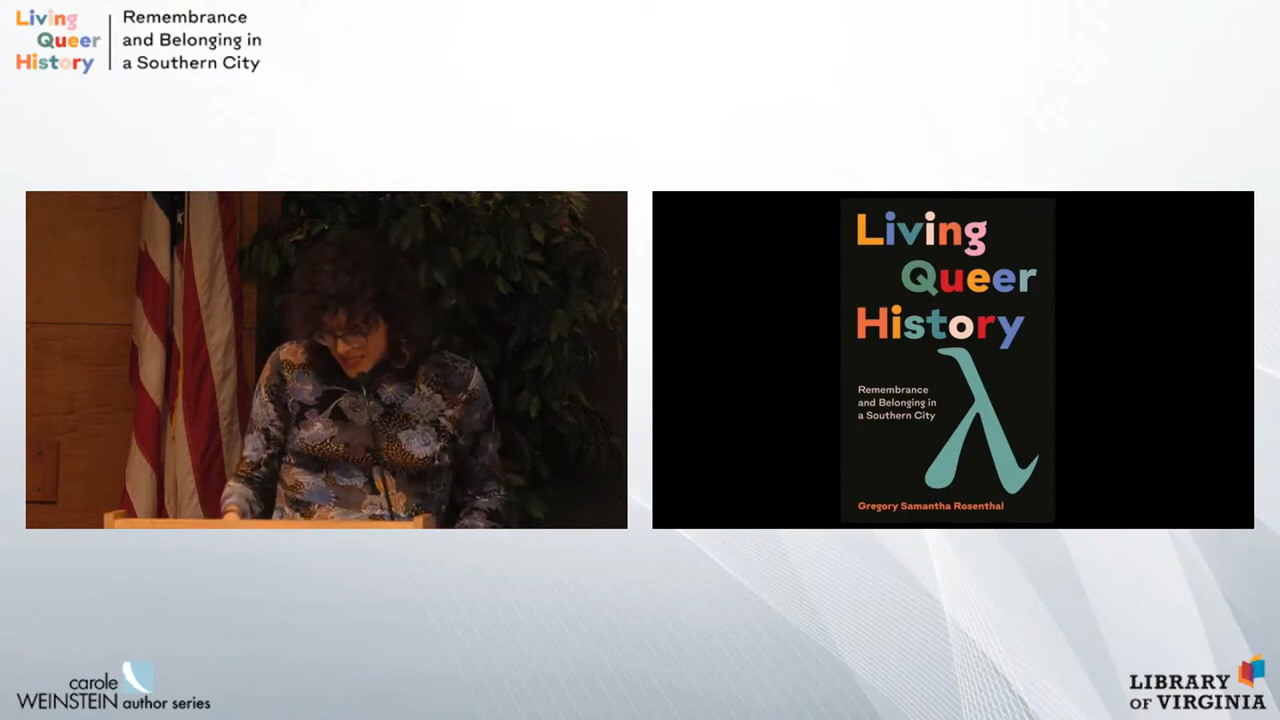 Living
Queer
History
Remembrance
and Belonging in
a Southern City
Living
Queer
History
λ
Remembrance
and Belonging in
a Southern City
Gregory Samantha Rosenthal
carole
WEINSTEIN author series
LIBRARY
OF VIRGINIA